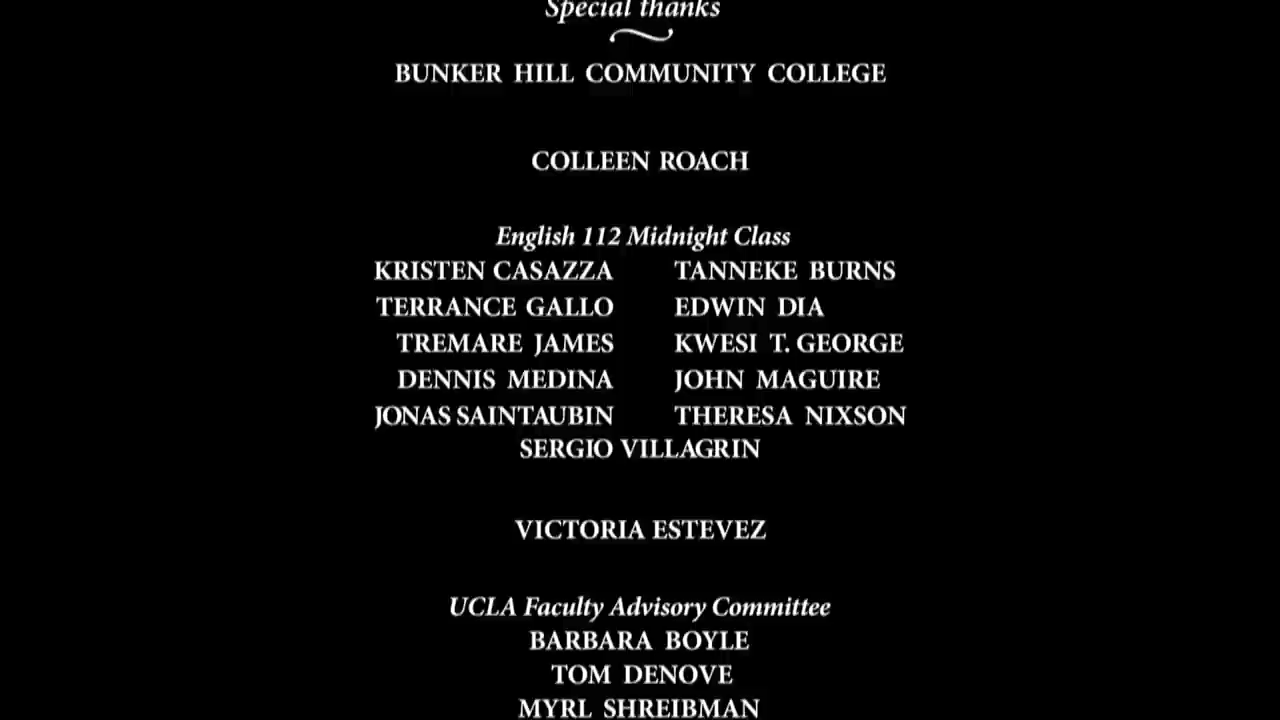 Special thanks
BUNKER HILL COMMUNITY COLLEGE
COLLEEN ROACH
English 112 Midnight Class
KRISTEN CASAZZA TANNEKE BURNS
TERRANCE GALLO EDWIN DIA
TREMARE JAMES KWESI T. GEORGE
DENNIS MEDINA JOHN MAGUIRE
JONAS SAINTAUBIN THERESA NIXSON
SERGIO VILLAGRIN
VICTORIA ESTEVEZ
UCLA Faculty Advisory Committee
BARBARA BOYLE
TOM DENOVE
MYRL SHREIBMAN